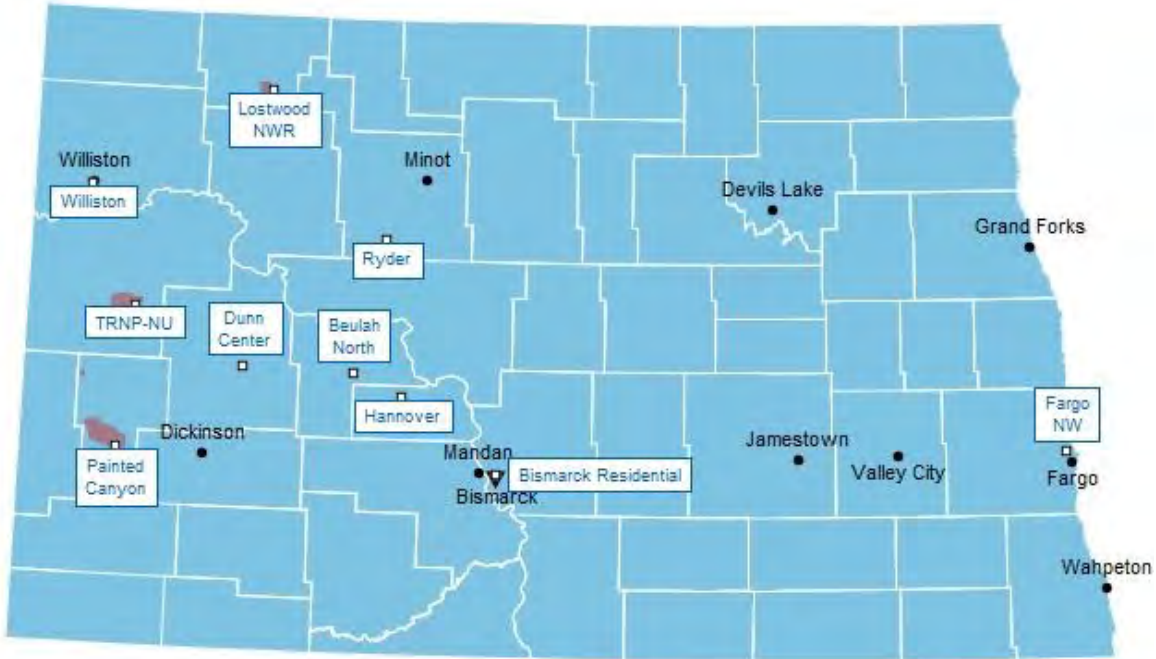 Lostwood
NWR
Williston
Minot
Devils Lake
Williston
Grand Forks
Ryder
TRNP-NU
Dunn
Center
Beulah
North
Hannover
Fargo
NW
Dickinson
Mandan
Jamestown
Painted
Canyon
Bismarck Residential
Valley City
Fargo
Bismarck
Wahpeton